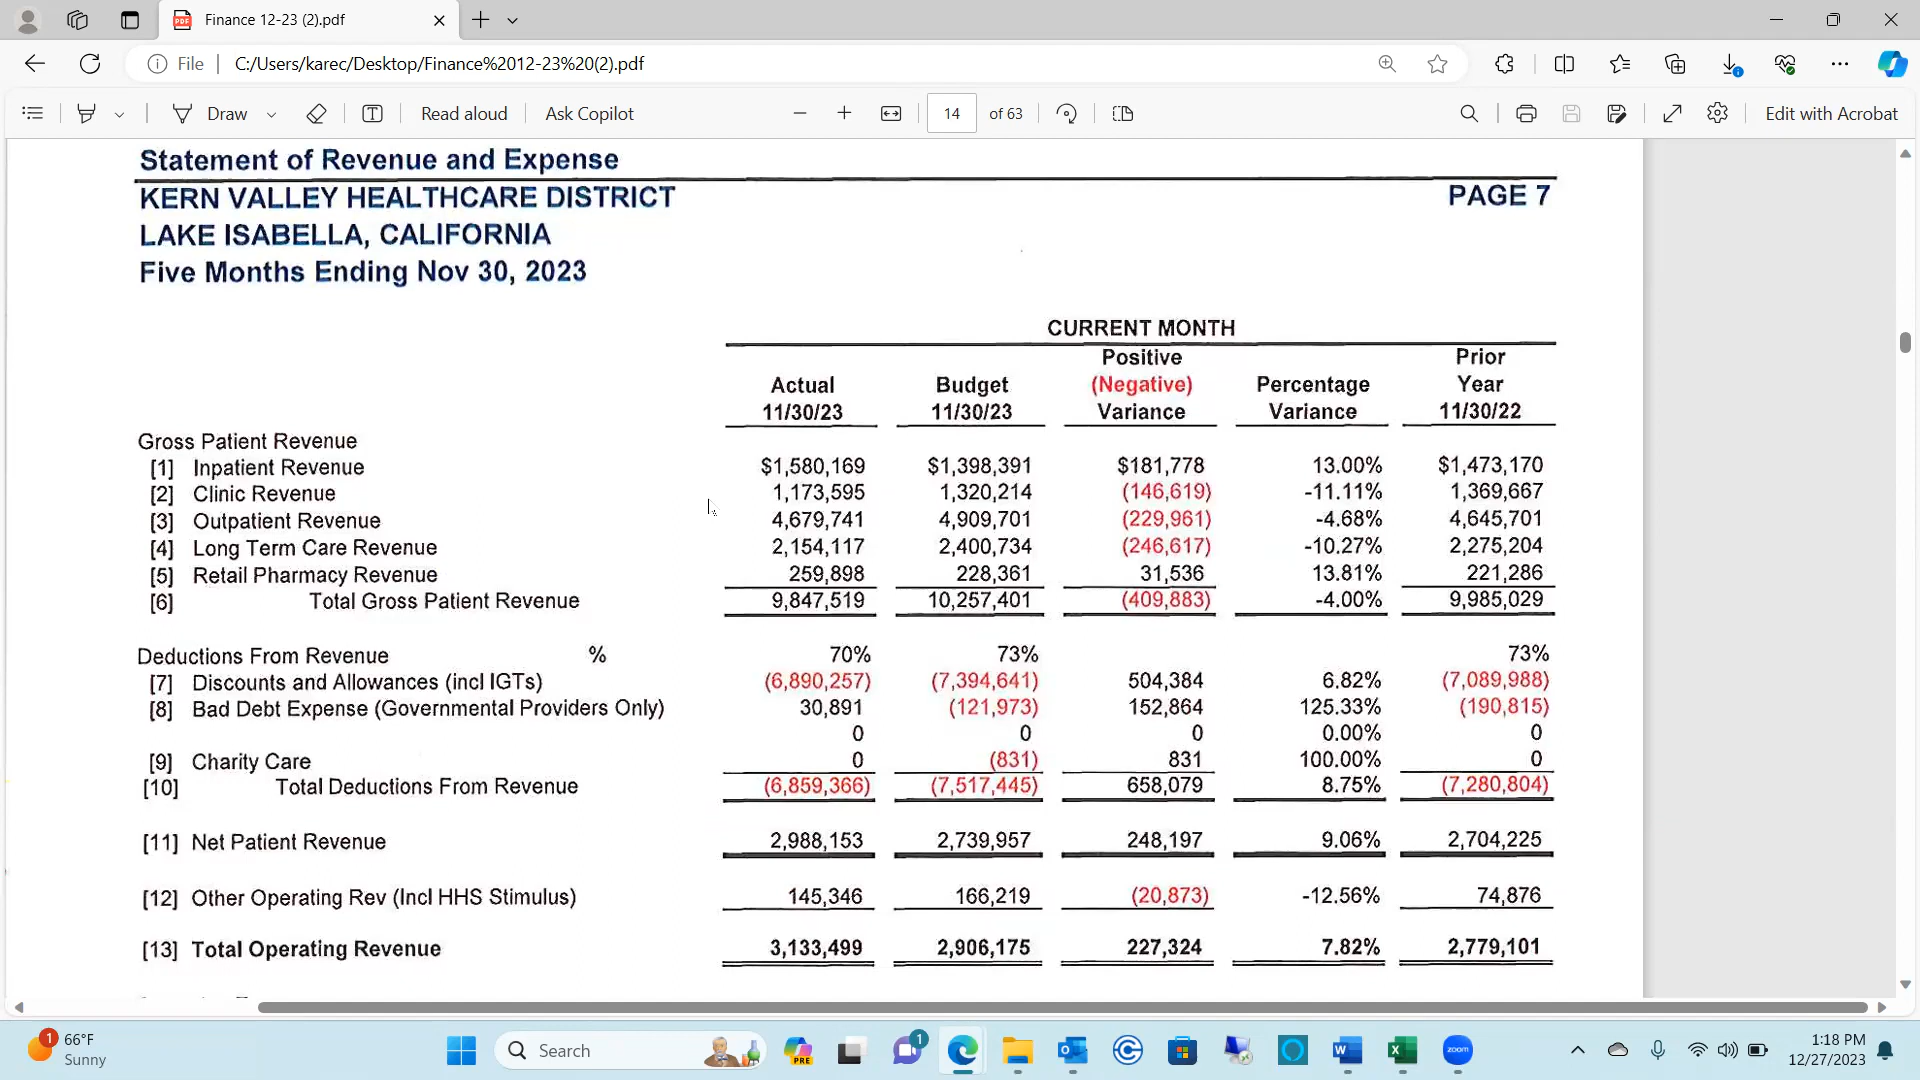 Finance 12-23 (2).pdf
File C:/Users/karec/Desktop/Finance%2012-23%20(2).pdf
Draw Read aloud Ask Copilot 14 of 63 Edit with Acrobat
Statement of Revenue and Expense
KERN VALLEY HEALTHCARE DISTRICT PAGE 7
LAKE ISABELLA, CALIFORNIA
Five Months Ending Nov 30, 2023
CURRENT MONTH
Positive Prior
Actual Budget (Negative) Percentage Year
11/30/23 11/30/23 Variance Variance 11/30/22
Gross Patient Revenue
[1] Inpatient Revenue $1,580,169 $1,398,391 $181,778 13.00% $1,473,170
[2] Clinic Revenue 1,173,595 1,320,214 (146,619) -11.11% 1,369,667
[3] Outpatient Revenue 4,679,741 4,909,701 (229,961) -4.68% 4,645,701
[4] Long Term Care Revenue 2,154,117 2,400,734 (246,617) -10.27% 2,275,204
[5] Retail Pharmacy Revenue 259,898 228,361 31,536 13.81% 221,286
[6] Total Gross Patient Revenue 9,847,519 10,257,401 (409,883) -4.00% 9,985,029
Deductions From Revenue % 70% 73% 73%
[7] Discounts and Allowances (incl IGTs) (6,890,257) (7,394,641) 504,384 6.82% (7,089,988)
[8] Bad Debt Expense (Governmental Providers Only) 30,891 (121,973) 152,864 125.33% (190,815)
0 0 0 0.00% 0
[9] Charity Care 0 (831) 831 100.00% 0
[10] Total Deductions From Revenue (6,859,366) (7,517,445) 658,079 8.75% (7,280,804)
[11] Net Patient Revenue 2,988,153 2,739,957 248,197 9.06% 2,704,225
[12] Other Operating Rev (Incl HHS Stimulus) 145,346 166,219 (20,873) -12.56% 74,876
[13] Total Operating Revenue 3,133,499 2,906,175 227,324 7.82% 2,779,101
1 66°F
Sunny
Search
PRE
1
zoom
1:18 PM
12/27/2023